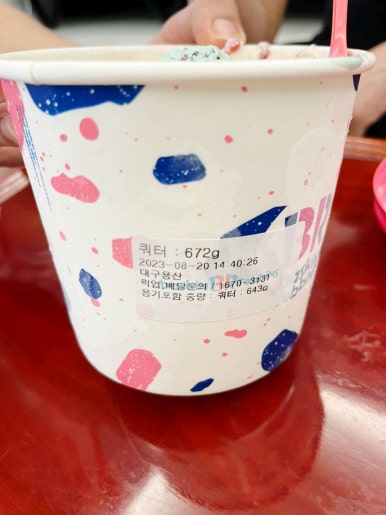 쿼터 : 672g
2023-08-20 14:40:26
대구용산
픽업,배달문의 / 1670-3131
용기포함 중량 : 쿼터 : 643g